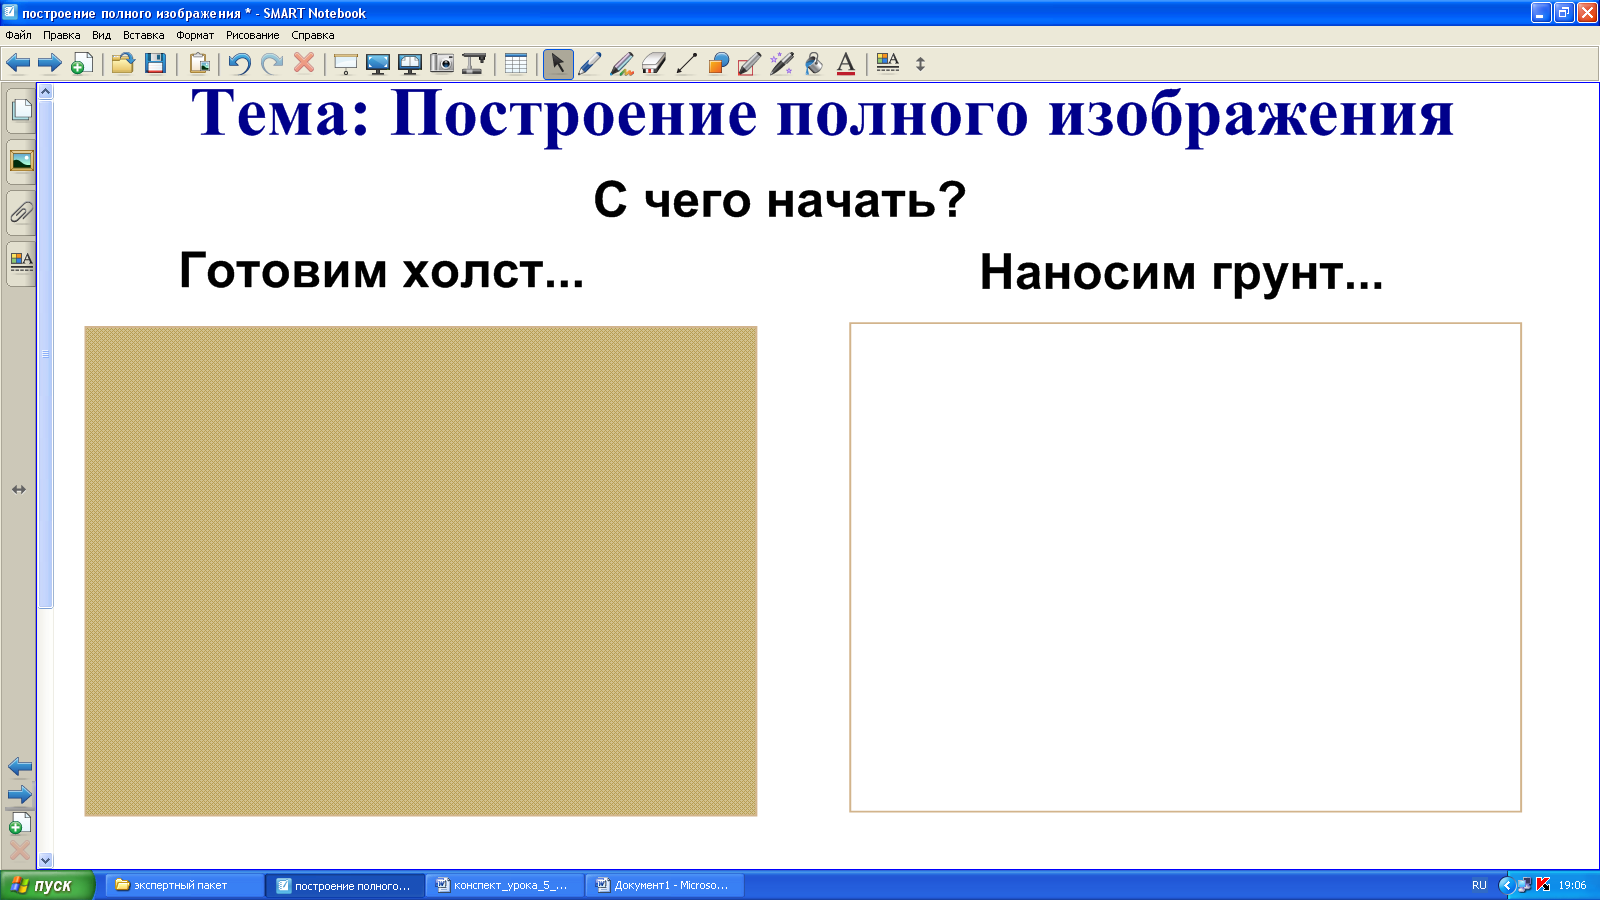 построение полного изображения * - SMART Notebook
Файл Правка Вид Вставка Формат Рисование Справка
Тема: Построение полного изображения
С чего начать?
Готовим холст...
Наносим грунт...
пуск
экспертный пакет
построение полного...
конспект_урока_5_...
Документ1 - Microso...
RU
19:06